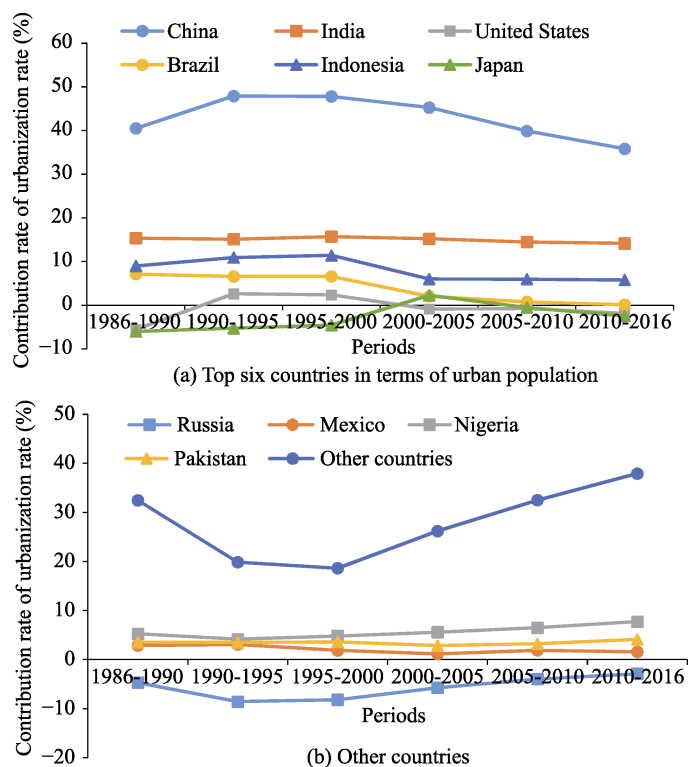 Contribution rate of urbanization rate (%)
China India United States
Brazil Indonesia Japan
60
50
40
30
20
10
0
−10
1986–1990 1990–1995 1995–2000 2000–2005 2005–2010 2010–2016
Periods
(a) Top six countries in terms of urban population
Contribution rate of urbanization rate (%)
Russia Mexico Nigeria
Pakistan Other countries
50
40
30
20
10
0
−10
−20
1986–1990 1990–1995 1995-2000 2000–2005 2005–2010 2010–2016
Periods
(b) Other countries